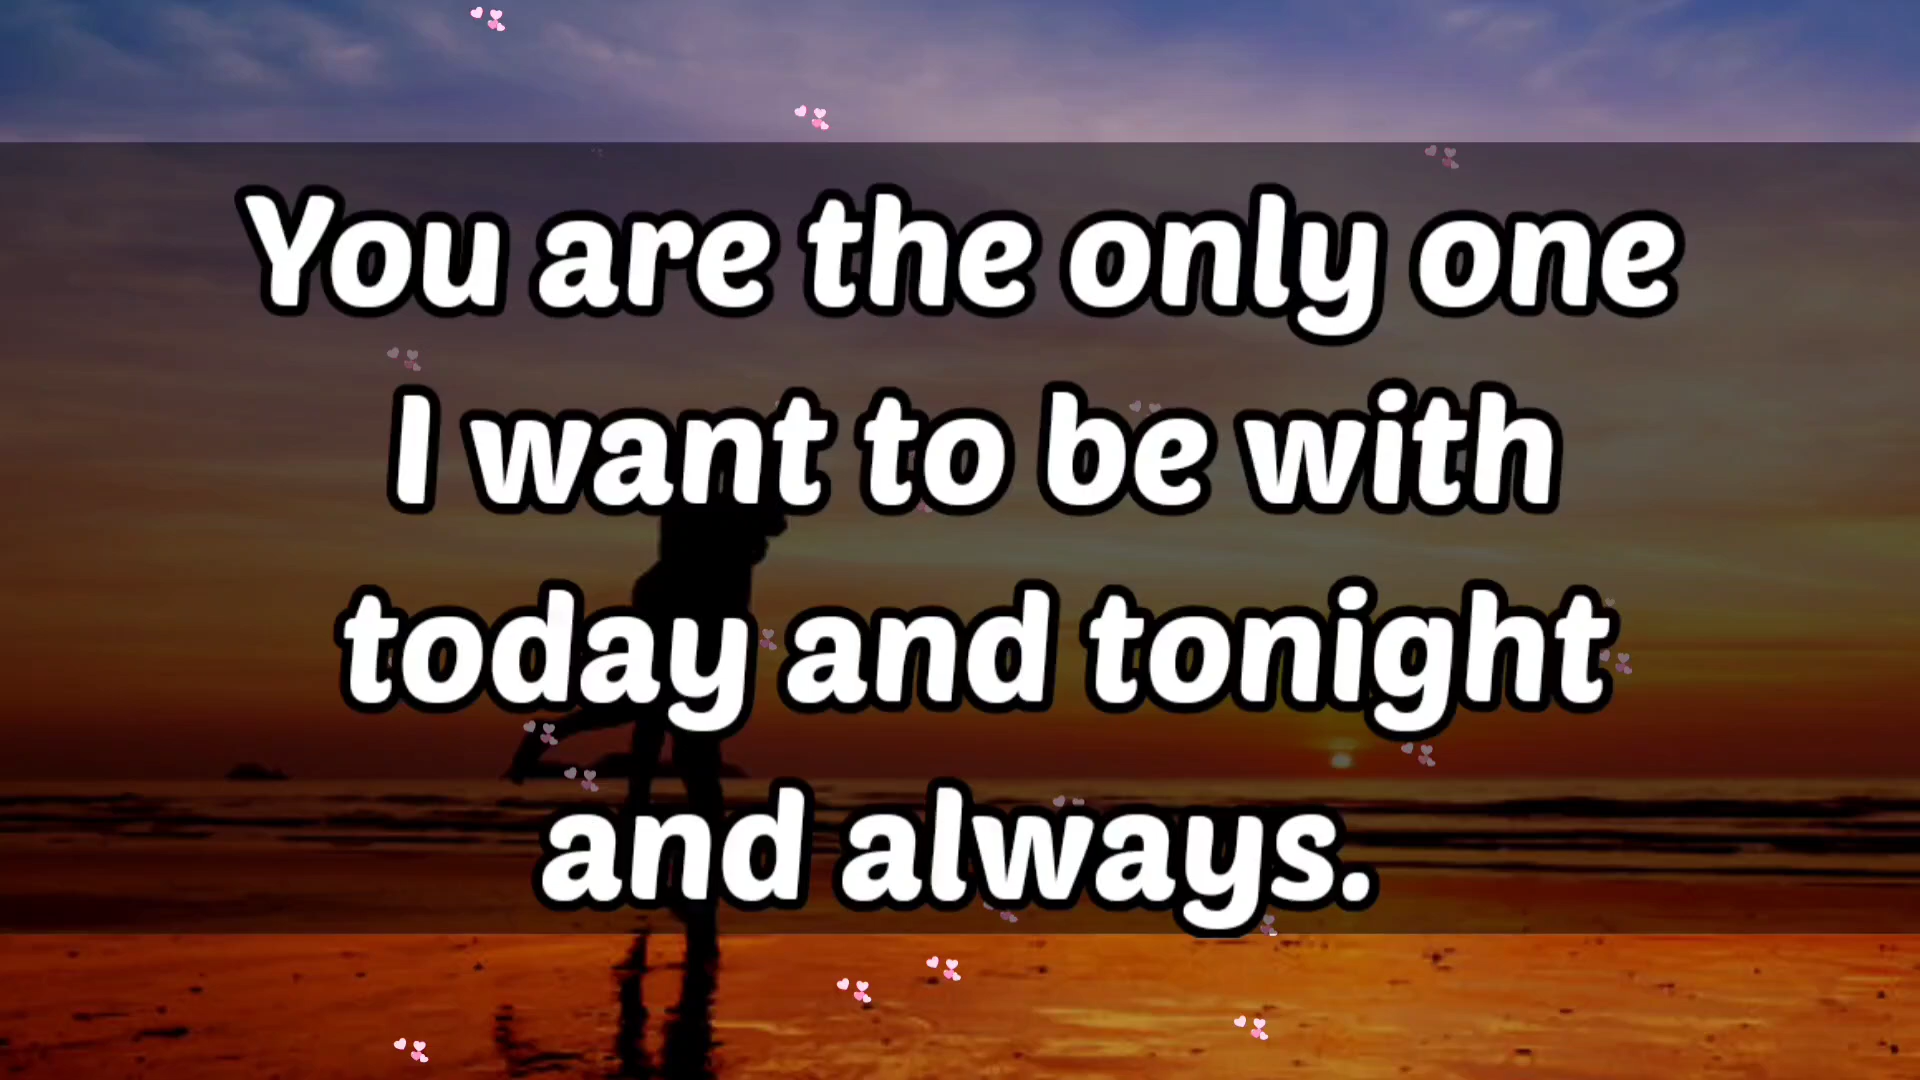 You are the only one
I want to be with
today and tonight
and always.